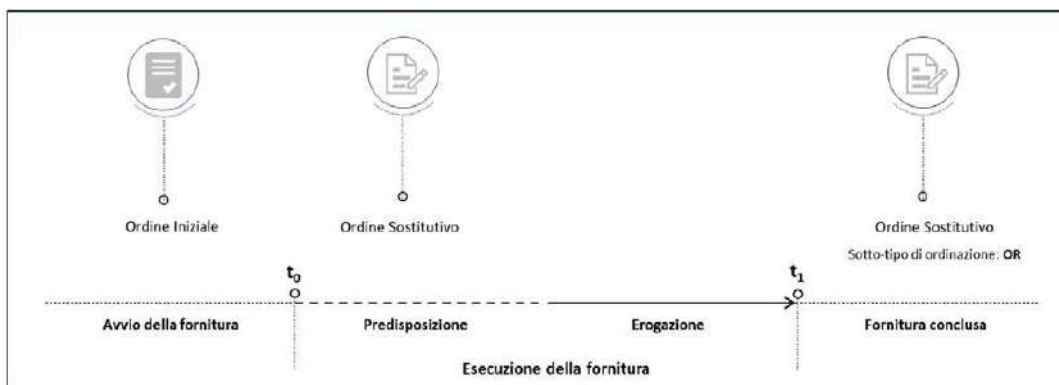 Ordine Iniziale
Ordine Sostitutivo
Ordine Sostitutivo
Sotto-tipo di ordinazione: OR
t0
t1
Avvio della fornitura
Predisposizione
Erogazione
Fornitura conclusa
Esecuzione della fornitura